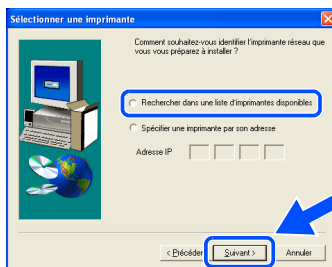 Sélectionner une imprimante
Comment souhaitez-vous identifier l'imprimante réseau que
vous vous préparez à installer ?
Rechercher dans une liste d'imprimantes disponibles
Spécifier une imprimante par son adresse
Adresse IP
< Précéder Suivant > Annuler